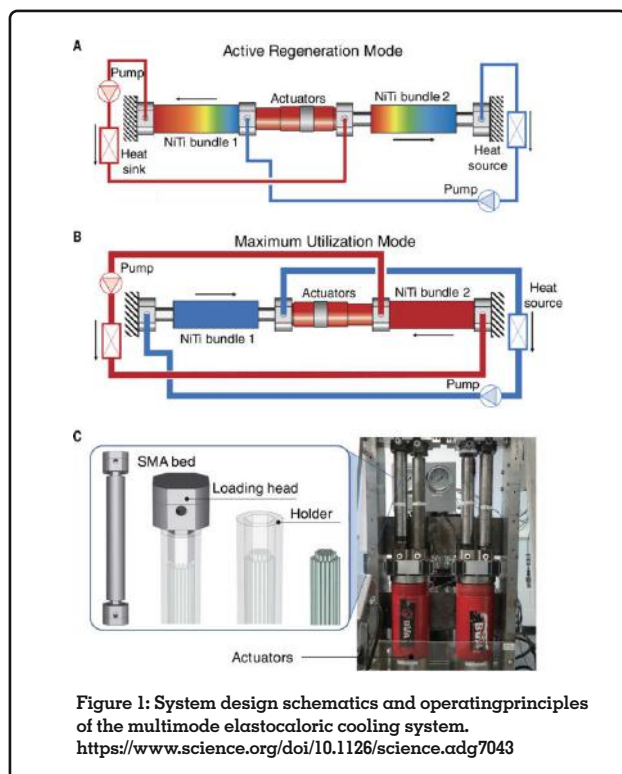 A
Active Regeneration Mode
Pump
Actuators
NiTi bundle 2
NiTi bundle 1
Heat
sink
Heat
source
Pump
B
Maximum Utilization Mode
Pump
Actuators
NiTi bundle 2
Heat
source
NiTi bundle 1
Pump
C
SMA bed
Loading head
Holder
Actuators
Figure 1: System design schematics and operatingprinciples
of the multimode elastocaloric cooling system.
https://www.science.org/doi/10.1126/science.adg7043